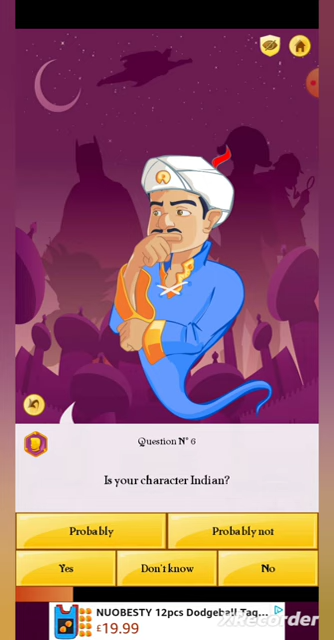 Question N° 6
Is your character Indian?
Probably
Probably not
Yes
Don't know
No
NUOBESTY 12pcs Dodgeball Tag...
£19.99
XRecorder